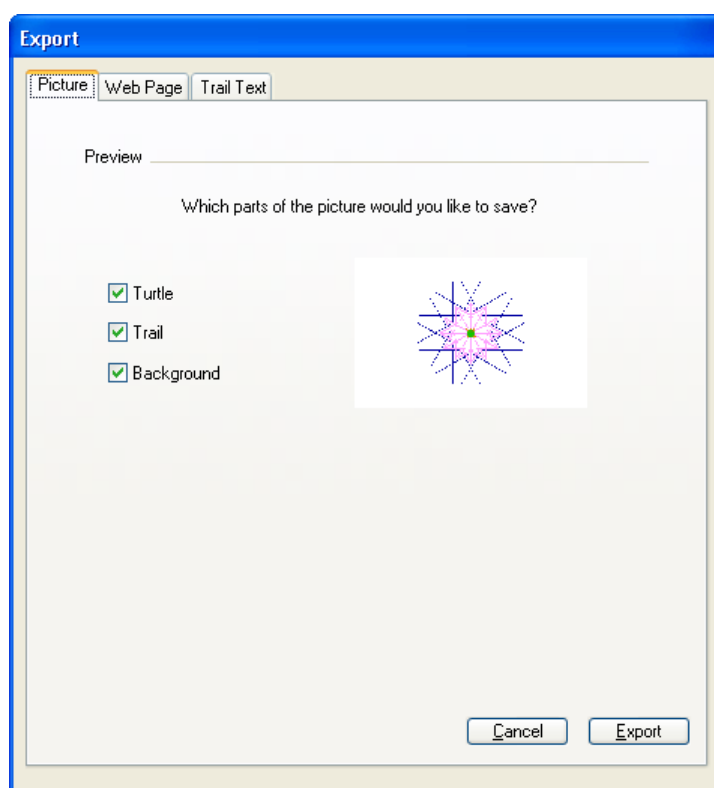 Export
Picture Web Page Trail Text
Preview
Which parts of the picture would you like to save?
Turtle
Trail
Background
Cancel Export